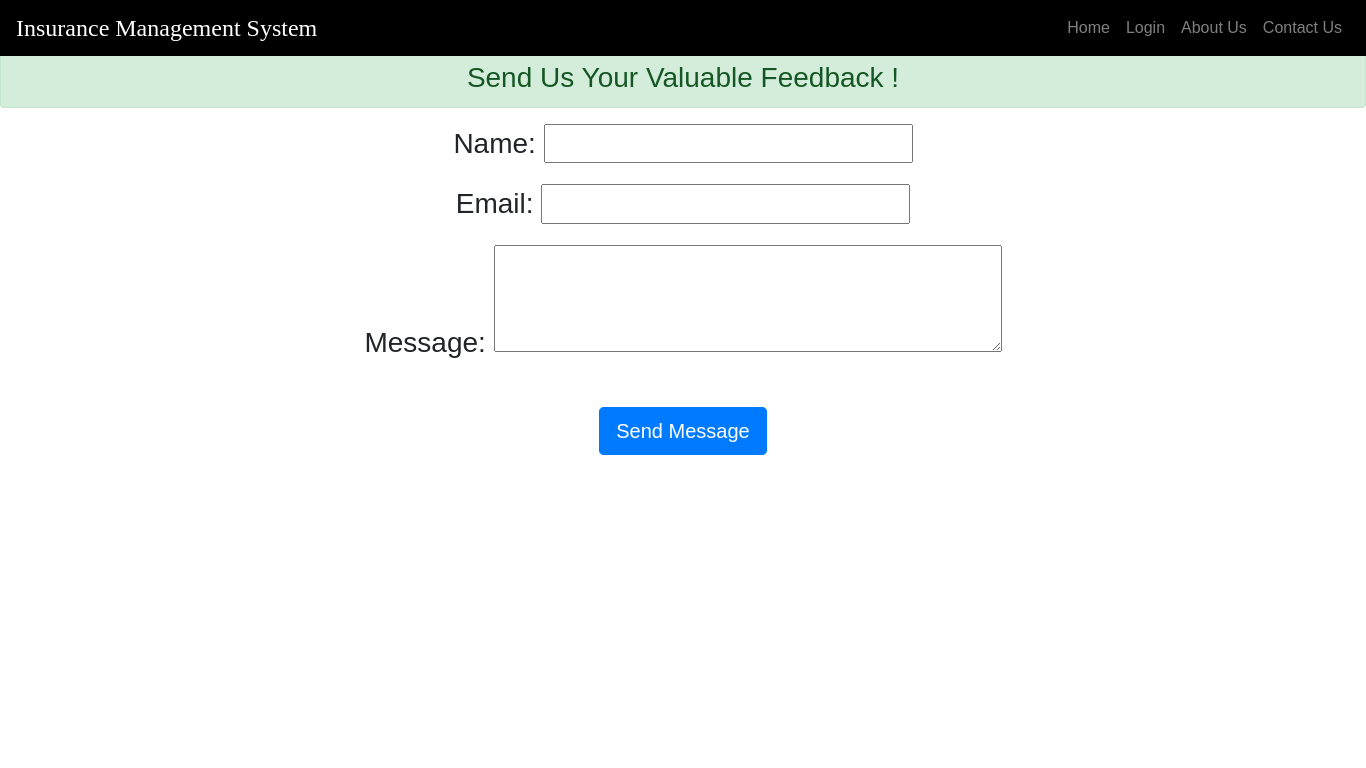 Insurance Management System
Home Login About Us Contact Us
Send Us Your Valuable Feedback !
Name:
Email:
Message:
Send Message